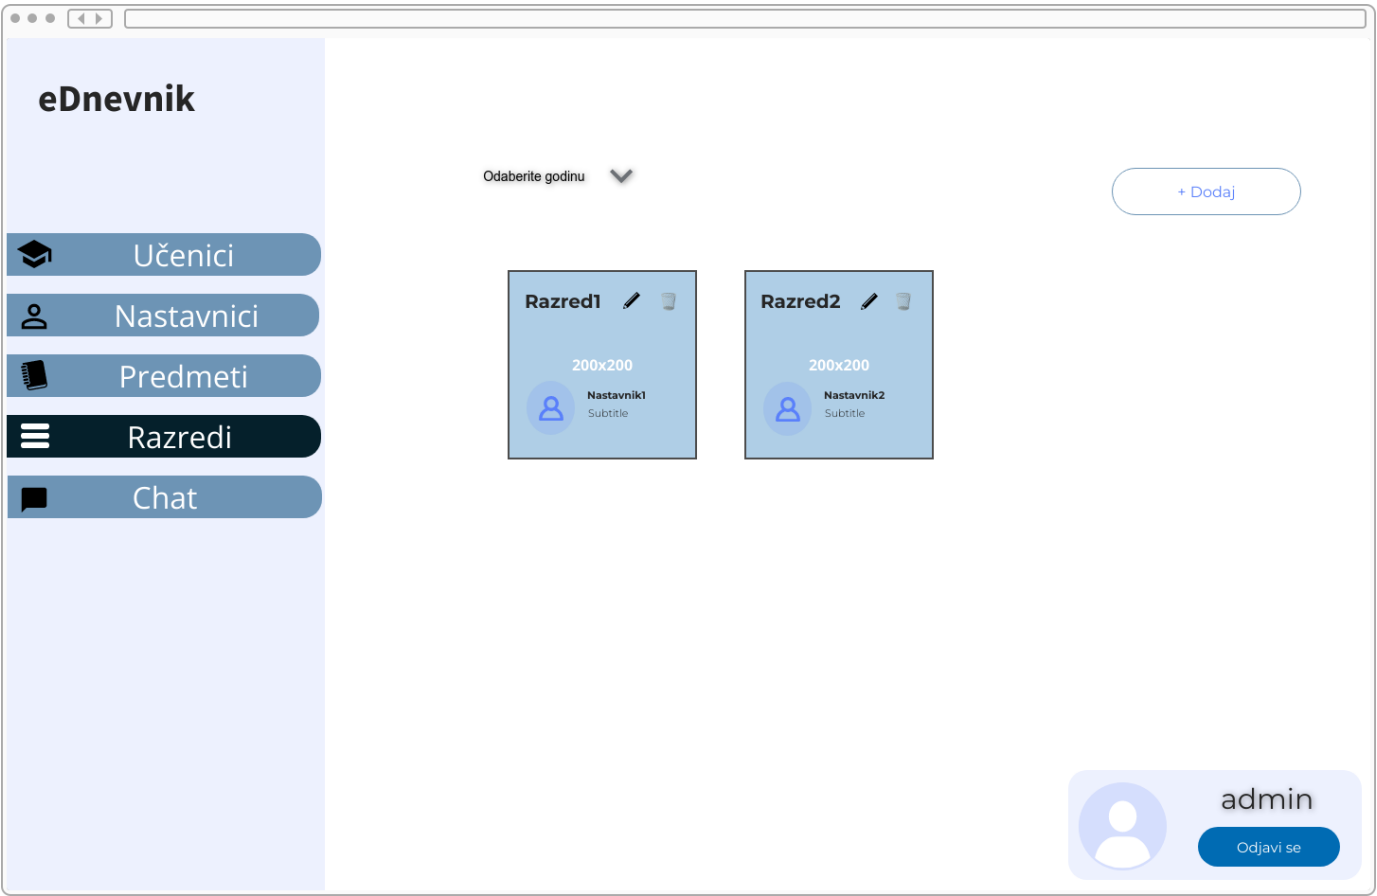 eDnevnik
Učenici
Nastavnici
Predmeti
Razredi
Chat
Odaberite godinu
+ Dodaj
Razred1
200x200
Nastavnik1
Subtitle
Razred2
200x200
Nastavnik2
Subtitle
admin
Odjavi se